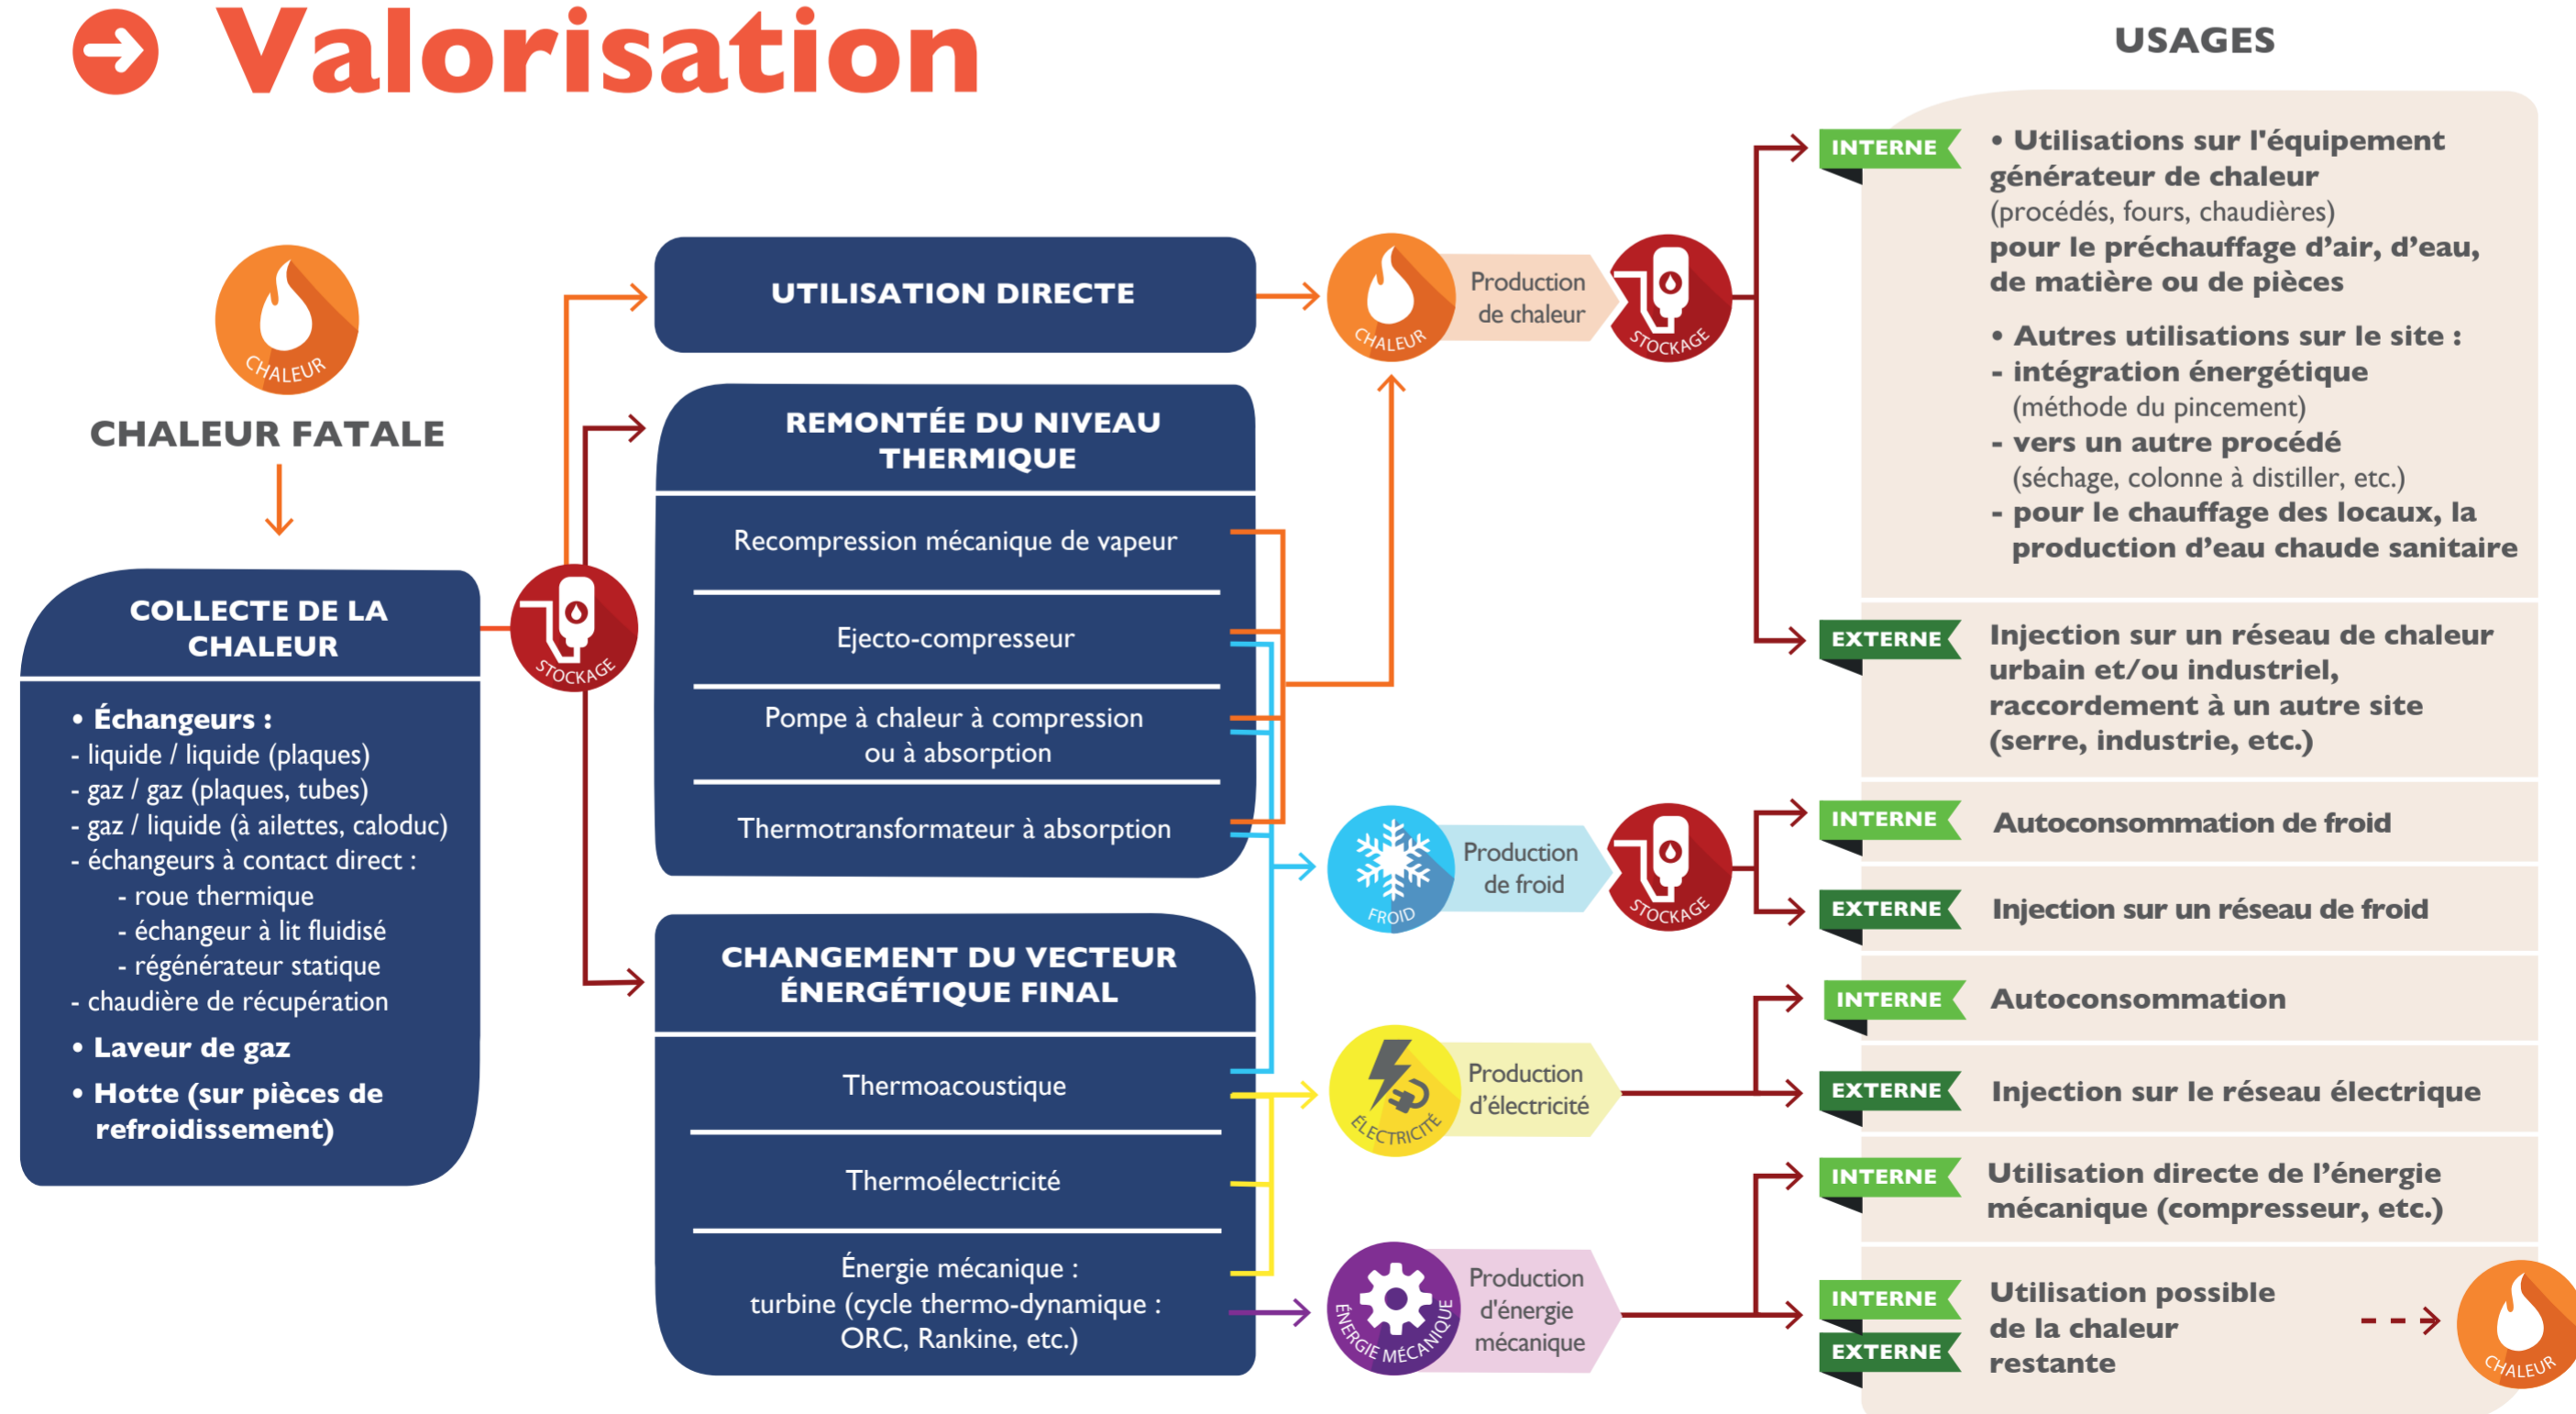 Valorisation
CHALEUR
CHALEUR FATALE
COLLECTE DE LA
CHALEUR
• Échangeurs :
- liquide / liquide (plaques)
- gaz / gaz (plaques, tubes)
- gaz / liquide (à ailettes, caloduc)
- échangeurs à contact direct :
- roue thermique
- échangeur à lit fluidisé
- régénérateur statique
- chaudière de récupération
• Laveur de gaz
• Hotte (sur pièces de
refroidissement)
STOCKAGE
UTILISATION DIRECTE
REMONTÉE DU NIVEAU
THERMIQUE
Recompression mécanique de vapeur
Ejecto-compresseur
Pompe à chaleur à compression
ou à absorption
Thermotransformateur à absorption
CHANGEMENT DU VECTEUR
ÉNERGÉTIQUE FINAL
Thermoacoustique
Thermoélectricité
Énergie mécanique :
turbine (cycle thermo-dynamique :
ORC, Rankine, etc.)
CHALEUR
Production
de chaleur
STOCKAGE
FROID
Production
de froid
STOCKAGE
ÉLECTRICITÉ
Production
d'électricité
ÉNERGIE MÉCANIQUE
Production
d'énergie
mécanique
USAGES
INTERNE
• Utilisations sur l'équipement
générateur de chaleur
(procédés, fours, chaudières)
pour le préchauffage d'air, d'eau,
de matière ou de pièces
• Autres utilisations sur le site :
- intégration énergétique
(méthode du pincement)
- vers un autre procédé
(séchage, colonne à distiller, etc.)
- pour le chauffage des locaux, la
production d'eau chaude sanitaire
EXTERNE
Injection sur un réseau de chaleur
urbain et/ou industriel,
raccordement à un autre site
(serre, industrie, etc.)
INTERNE
Autoconsommation de froid
EXTERNE
Injection sur un réseau de froid
INTERNE
Autoconsommation
EXTERNE
Injection sur le réseau électrique
INTERNE
Utilisation directe de l'énergie
mécanique (compresseur, etc.)
INTERNE
EXTERNE
Utilisation possible
de la chaleur
restante
CHALEUR